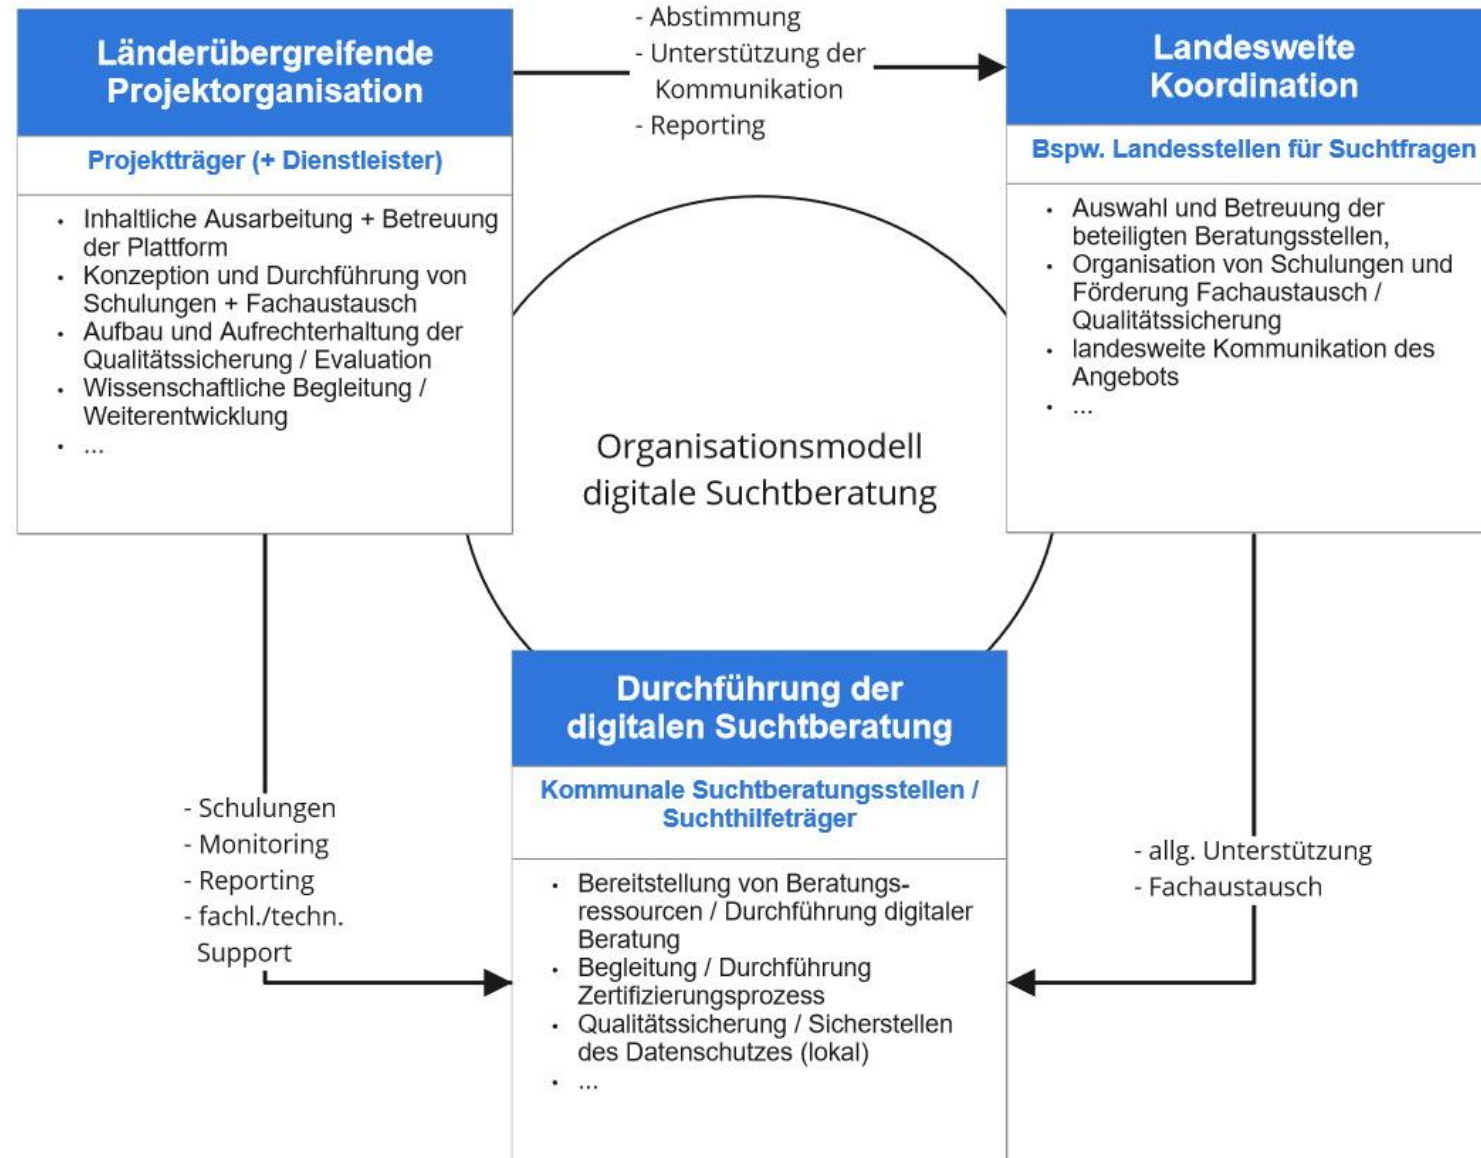 Länderübergreifende
Projektorganisation
Projektträger (+ Dienstleister)
• Inhaltliche Ausarbeitung + Betreuung
der Plattform
• Konzeption und Durchführung von
Schulungen + Fachaustausch
• Aufbau und Aufrechterhaltung der
Qualitätssicherung / Evaluation
• Wissenschaftliche Begleitung /
Weiterentwicklung
• ...
- Abstimmung
- Unterstützung der
Kommunikation
- Reporting
Landesweite
Koordination
Bspw. Landesstellen für Suchtfragen
• Auswahl und Betreuung der
beteiligten Beratungsstellen,
• Organisation von Schulungen und
Förderung Fachaustausch /
Qualitätssicherung
• landesweite Kommunikation des
Angebots
• ...
Organisationsmodell
digitale Suchtberatung
- Schulungen
- Monitoring
- Reporting
- fachl./techn.
Support
Durchführung der
digitalen Suchtberatung
Kommunale Suchtberatungsstellen /
Suchthilfeträger
• Bereitstellung von Beratungs-
ressourcen / Durchführung digitaler
Beratung
• Begleitung / Durchführung
Zertifizierungsprozess
• Qualitätssicherung / Sicherstellen
des Datenschutzes (lokal)
• ...
- allg. Unterstützung
- Fachaustausch